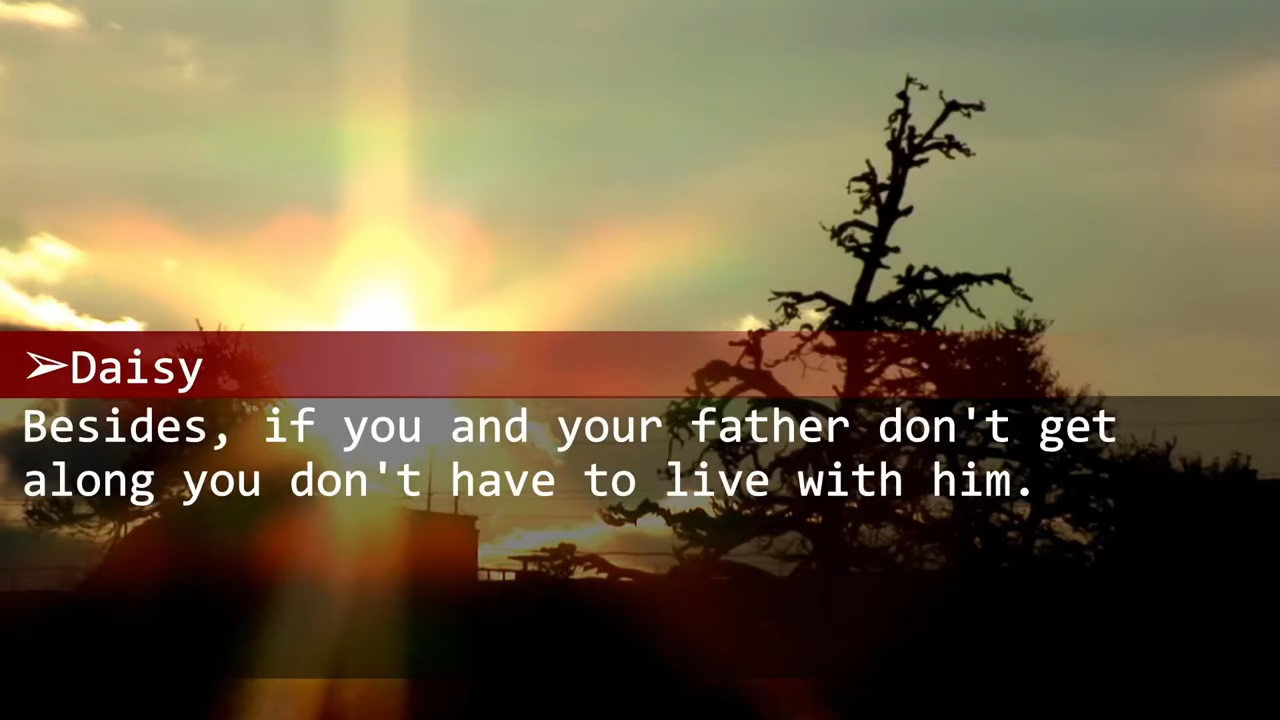 ➢Daisy
Besides, if you and your father don't get
along you don't have to live with him.